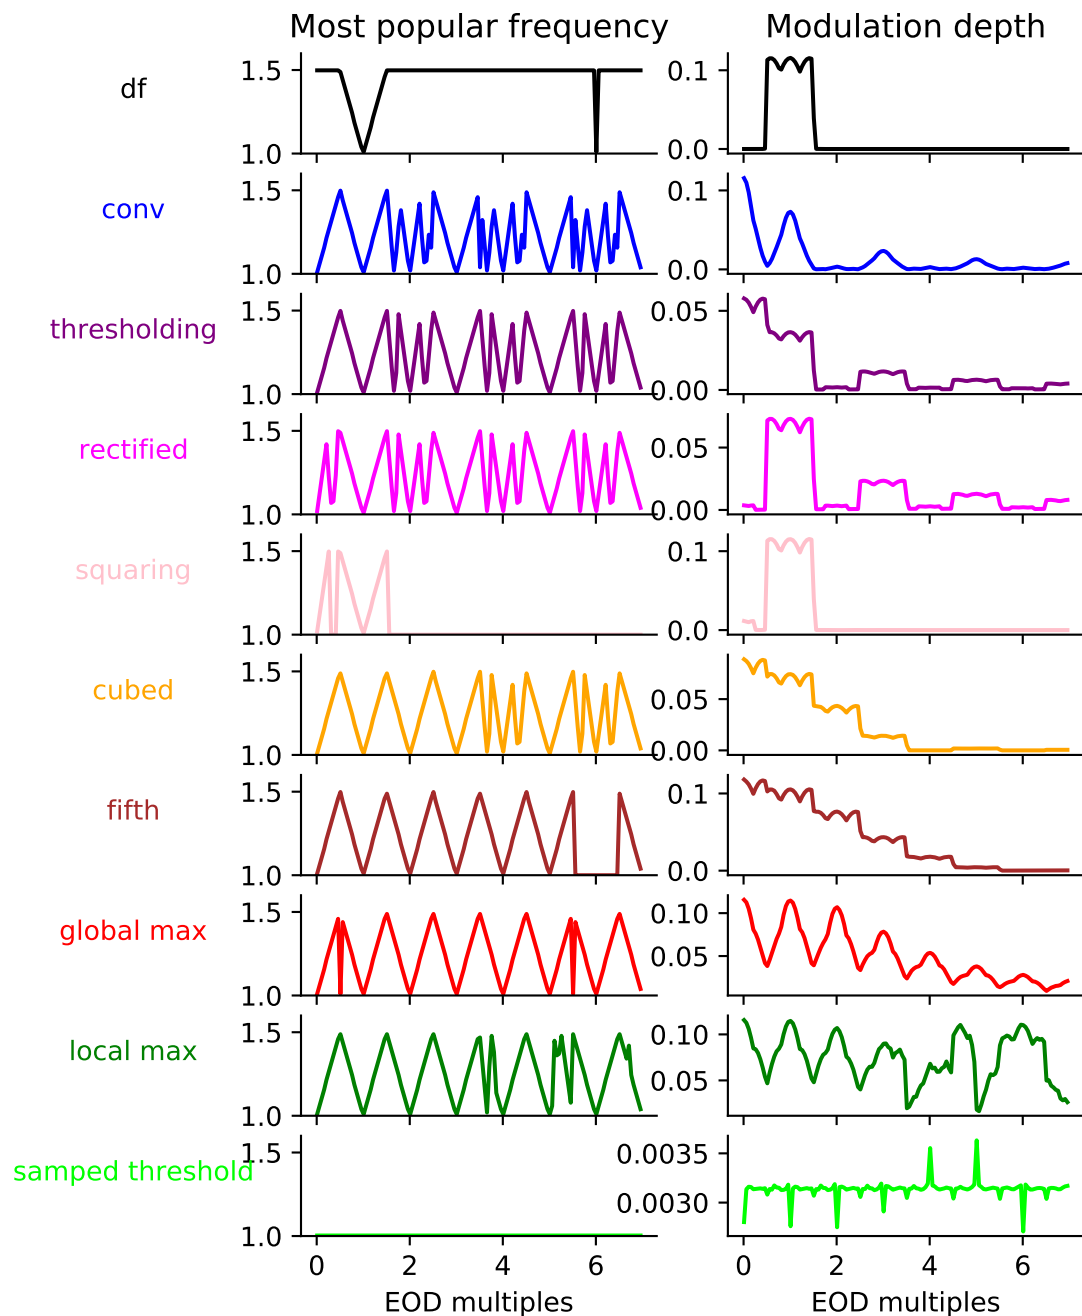 Most popular frequency Modulation depth
df 1.5 1.0 0.1 0.0
conv 1.5 1.0 0.1 0.0
thresholding 1.5 1.0 0.05 0.00
rectified 1.5 1.0 0.05 0.00
squaring 1.5 1.0 0.1 0.0
cubed 1.5 1.0 0.05 0.00
fifth 1.5 1.0 0.1 0.0
global max 1.5 1.0 0.10 0.05
local max 1.5 1.0 0.10 0.05
samped threshold 1.5 1.0 0.0035 0.0030
0 2 4 6 0 2 4 6
EOD multiples EOD multiples